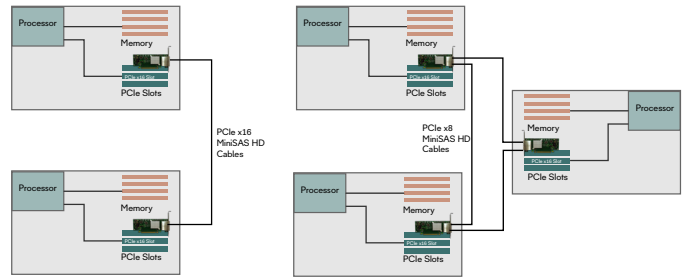 Processor
Memory
PCIe x16 Slot
PCIe Slots
PCIe x16
MiniSAS HD
Cables
Processor
Memory
PCIe x16 Slot
PCIe Slots
Processor
Memory
PCIe x16 Slot
PCIe Slots
PCIe x8
MiniSAS HD
Cables
Processor
Memory
PCIe x16 Slot
PCIe Slots
Processor
Memory
PCIe x16 Slot
PCIe Slots